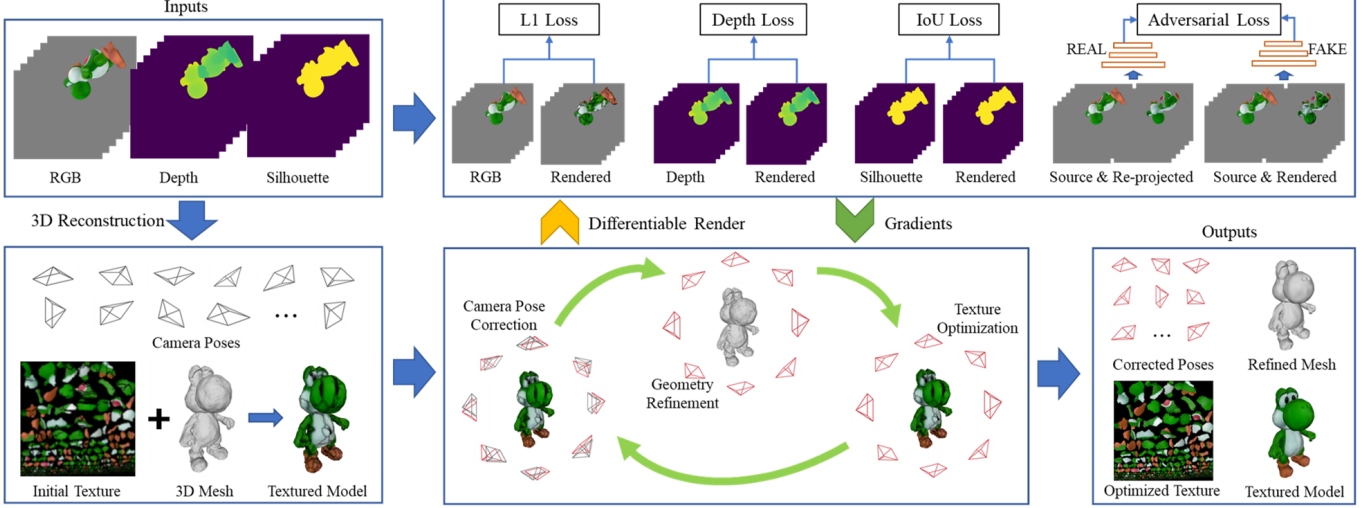 Inputs
RGB
Depth
Silhouette
L1 Loss
Depth Loss
IoU Loss
Adversarial Loss
REAL
FAKE
RGB
Rendered
Depth
Rendered
Silhouette
Rendered
Source & Re-projected
Source & Rendered
3D Reconstruction
Differentiable Render
Gradients
Outputs
Camera Poses
Initial Texture
+
3D Mesh
Textured Model
Camera Pose
Correction
Geometry
Refinement
Texture
Optimization
Corrected Poses
Refined Mesh
Optimized Texture
Textured Model